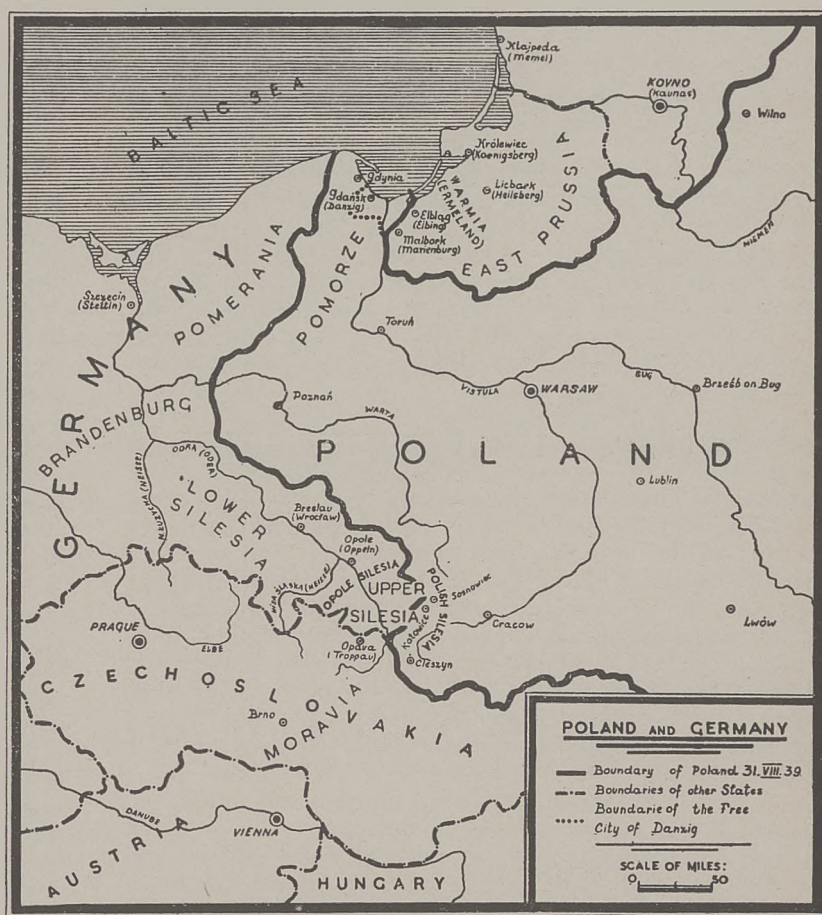 Klajpeda
(Memel)
KOVNO
(Kaunas)
Wilno
BALTIC SEA
Królewiec
(Koenigsberg)
Gdynia
Gdańsk
(Danzig)
WARMIA
(ERMELAND)
Licbark
(Heilsberg)
Elbląg
(Elbing)
Malbork
(Marienburg)
EAST PRUSSIA
NIEMEN
GERMANY
POMERANIA
POMORZE
Szczecin
(Stettin)
Toruń
VISTULA
WARSAW
BUG
Brześć on Bug
Poznań
WARTA
BRANDENBURG
POLAND
ODRA (ODER)
N.ŁUŻYCKA (NEISSE)
LOWER
SILESIA
Lublin
Breslau
(Wrocław)
Opole
(Oppeln)
OPOLE SILESIA
UPPER
SILESIA
POLISH SILESIA
Sosnowiec
Katowice
Cracow
Lwów
PRAGUE
ELBE
Opava
(Troppau)
Cieszyn
CZECHOSLOVAKIA
Brno
MORAVIA
DANUBE
VIENNA
AUSTRIA
HUNGARY
POLAND AND GERMANY
Boundary of Poland 31.VIII.39
Boundaries of other States
Boundarie of the Free
City of Danzig
SCALE OF MILES:
0 50